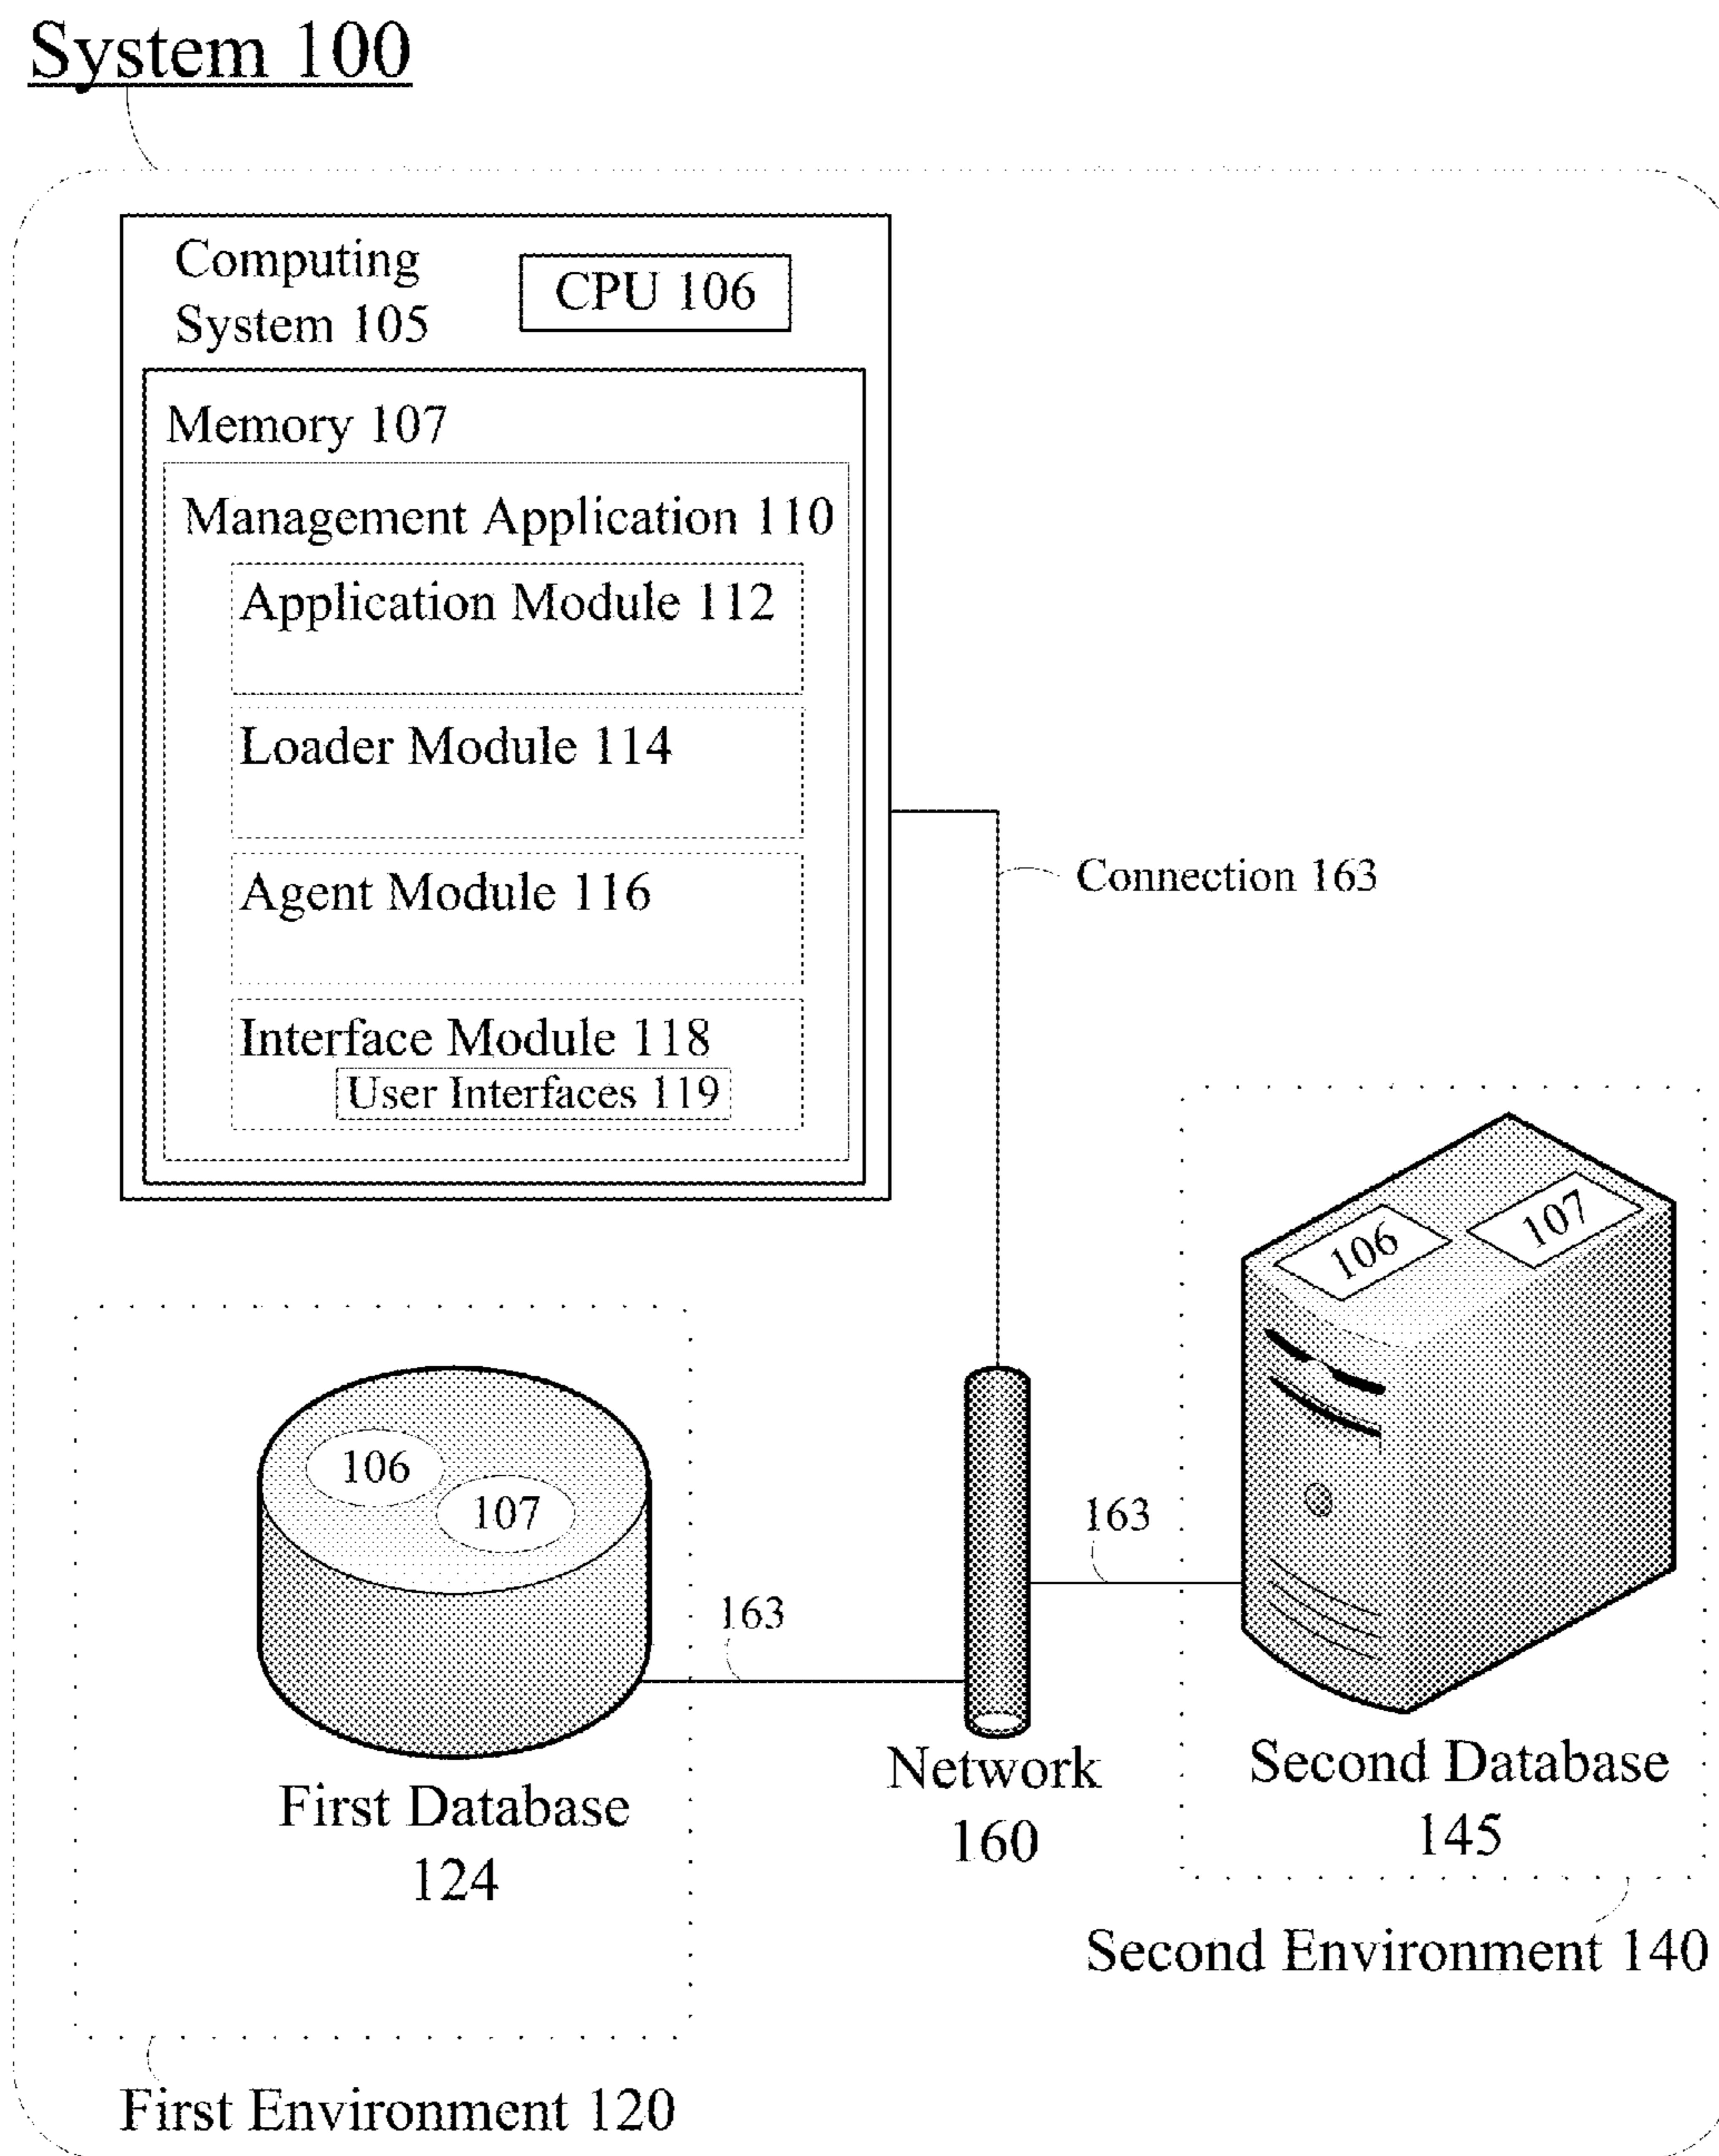 System 100
Computing
System 105
CPU 106
Memory 107
Management Application 110
Application Module 112
Loader Module 114
Agent Module 116
Interface Module 118
User Interfaces 119
Connection 163
106
107
106
107
163
163
First Database
124
Network
160
Second Database
145
Second Environment 140
First Environment 120